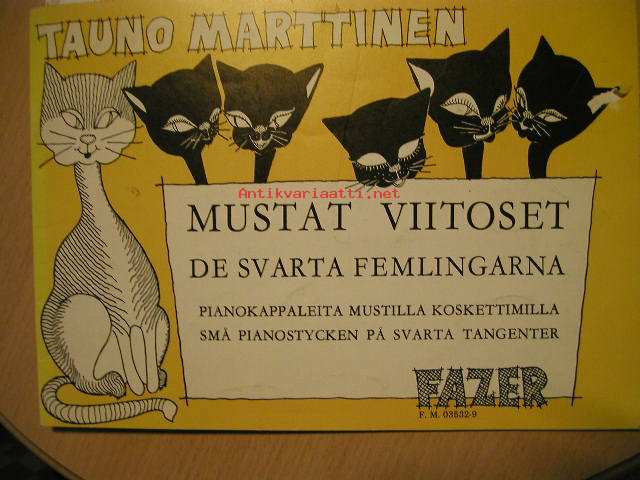 TAUNO MARTTINEN
Antikvariaatti.net
MUSTAT VIITOSET
DE SVARTA FEMLINGARNA
PIANOKAPPALEITA MUSTILLA KOSKETTIMILLA
SMÅ PIANOSTYCKEN PÅ SVARTA TANGENTER
FAZER
F. M. 03532-9